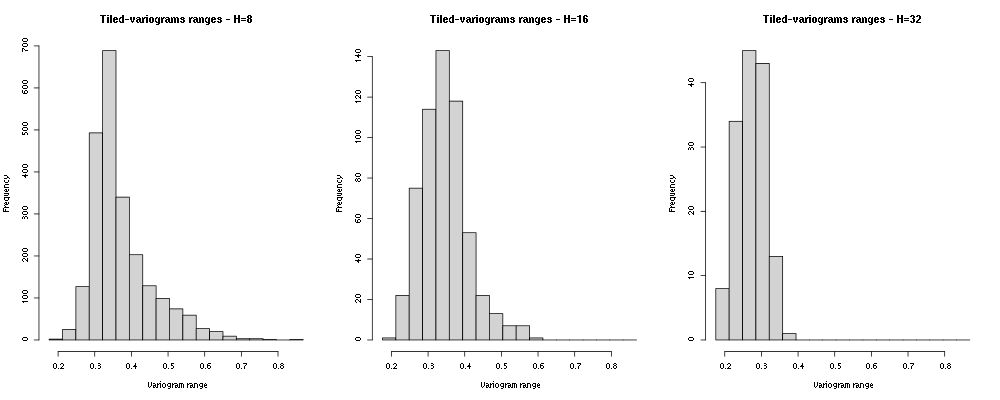 Tiled-variograms ranges - H=8
Frequency
700
600
500
400
300
200
100
0
0.2 0.3 0.4 0.5 0.6 0.7 0.8
Variogram range
Tiled-variograms ranges - H=16
Frequency
140
120
100
80
60
40
20
0
0.2 0.3 0.4 0.5 0.6 0.7 0.8
Variogram range
Tiled-variograms ranges - H=32
Frequency
40
30
20
10
0
0.2 0.3 0.4 0.5 0.6 0.7 0.8
Variogram range